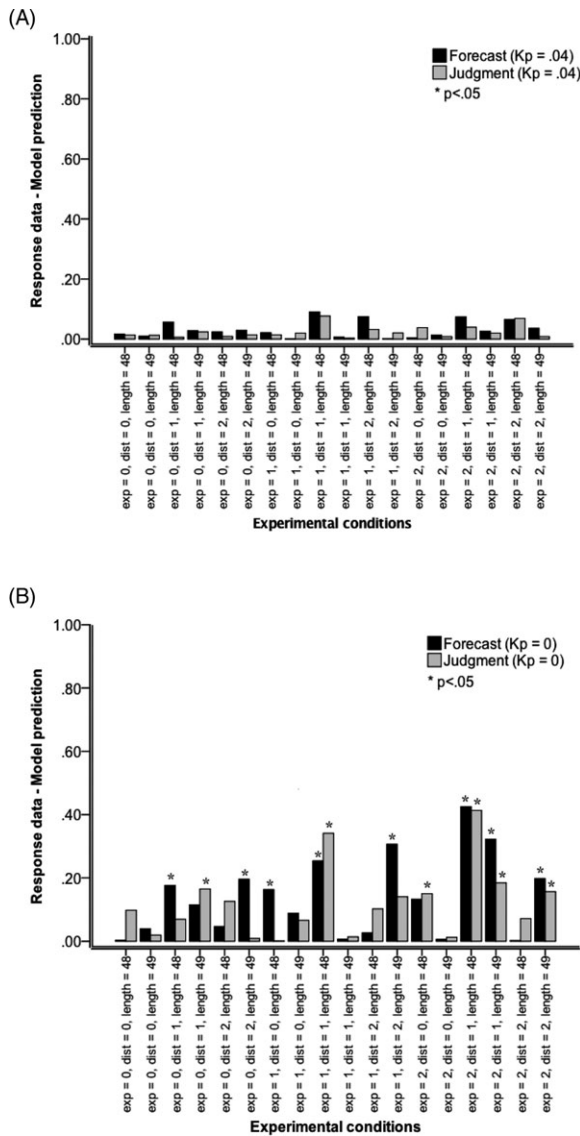 (A)
1.00
.80
.60
.40
.20
.00
Response data - Model prediction
Forecast (Kp = .04)
Judgment (Kp = .04)
* p<.05
exp = 0, dist = 0, length = 48
exp = 0, dist = 0, length = 49
exp = 0, dist = 1, length = 48
exp = 0, dist = 1, length = 49
exp = 0, dist = 2, length = 48
exp = 0, dist = 2, length = 49
exp = 1, dist = 0, length = 48
exp = 1, dist = 0, length = 49
exp = 1, dist = 1, length = 48
exp = 1, dist = 1, length = 49
exp = 1, dist = 2, length = 48
exp = 1, dist = 2, length = 49
exp = 2, dist = 0, length = 48
exp = 2, dist = 0, length = 49
exp = 2, dist = 1, length = 48
exp = 2, dist = 1, length = 49
exp = 2, dist = 2, length = 48
exp = 2, dist = 2, length = 49
Experimental conditions
(B)
1.00
.80
.60
.40
.20
.00
Response data - Model prediction
Forecast (Kp = 0)
Judgment (Kp = 0)
* p<.05
* * * * * * * * * * * * * *
exp = 0, dist = 0, length = 48
exp = 0, dist = 0, length = 49
exp = 0, dist = 1, length = 48
exp = 0, dist = 1, length = 49
exp = 0, dist = 2, length = 48
exp = 0, dist = 2, length = 49
exp = 1, dist = 0, length = 48
exp = 1, dist = 0, length = 49
exp = 1, dist = 1, length = 48
exp = 1, dist = 1, length = 49
exp = 1, dist = 2, length = 48
exp = 1, dist = 2, length = 49
exp = 2, dist = 0, length = 48
exp = 2, dist = 0, length = 49
exp = 2, dist = 1, length = 48
exp = 2, dist = 1, length = 49
exp = 2, dist = 2, length = 48
exp = 2, dist = 2, length = 49
Experimental conditions